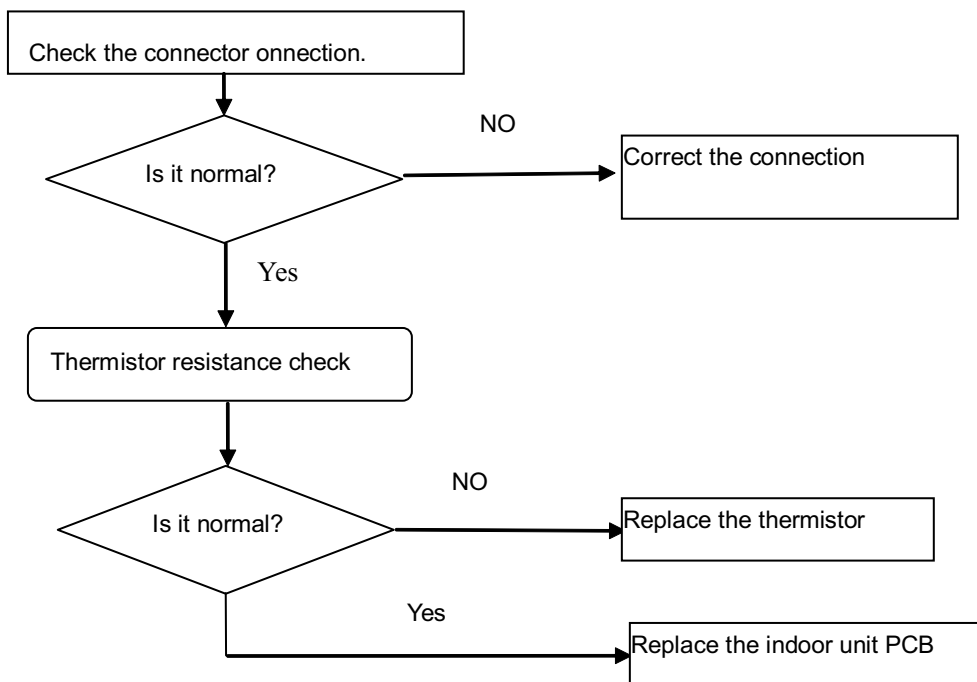 Check the connector onnection.
NO
Is it normal?
Correct the connection
Yes
Thermistor resistance check
NO
Is it normal?
Replace the thermistor
Yes
Replace the indoor unit PCB